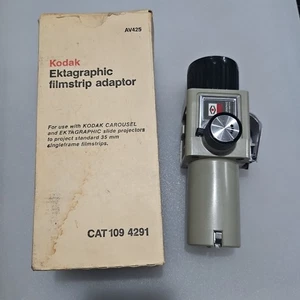 AV425
Kodak
Ektagraphic
filmstrip adaptor
For use with KODAK CAROUSEL
and EKTAGRAPHIC slide projectors
to project standard 35 mm
singleframe filmstrips.
CAT 109 4291